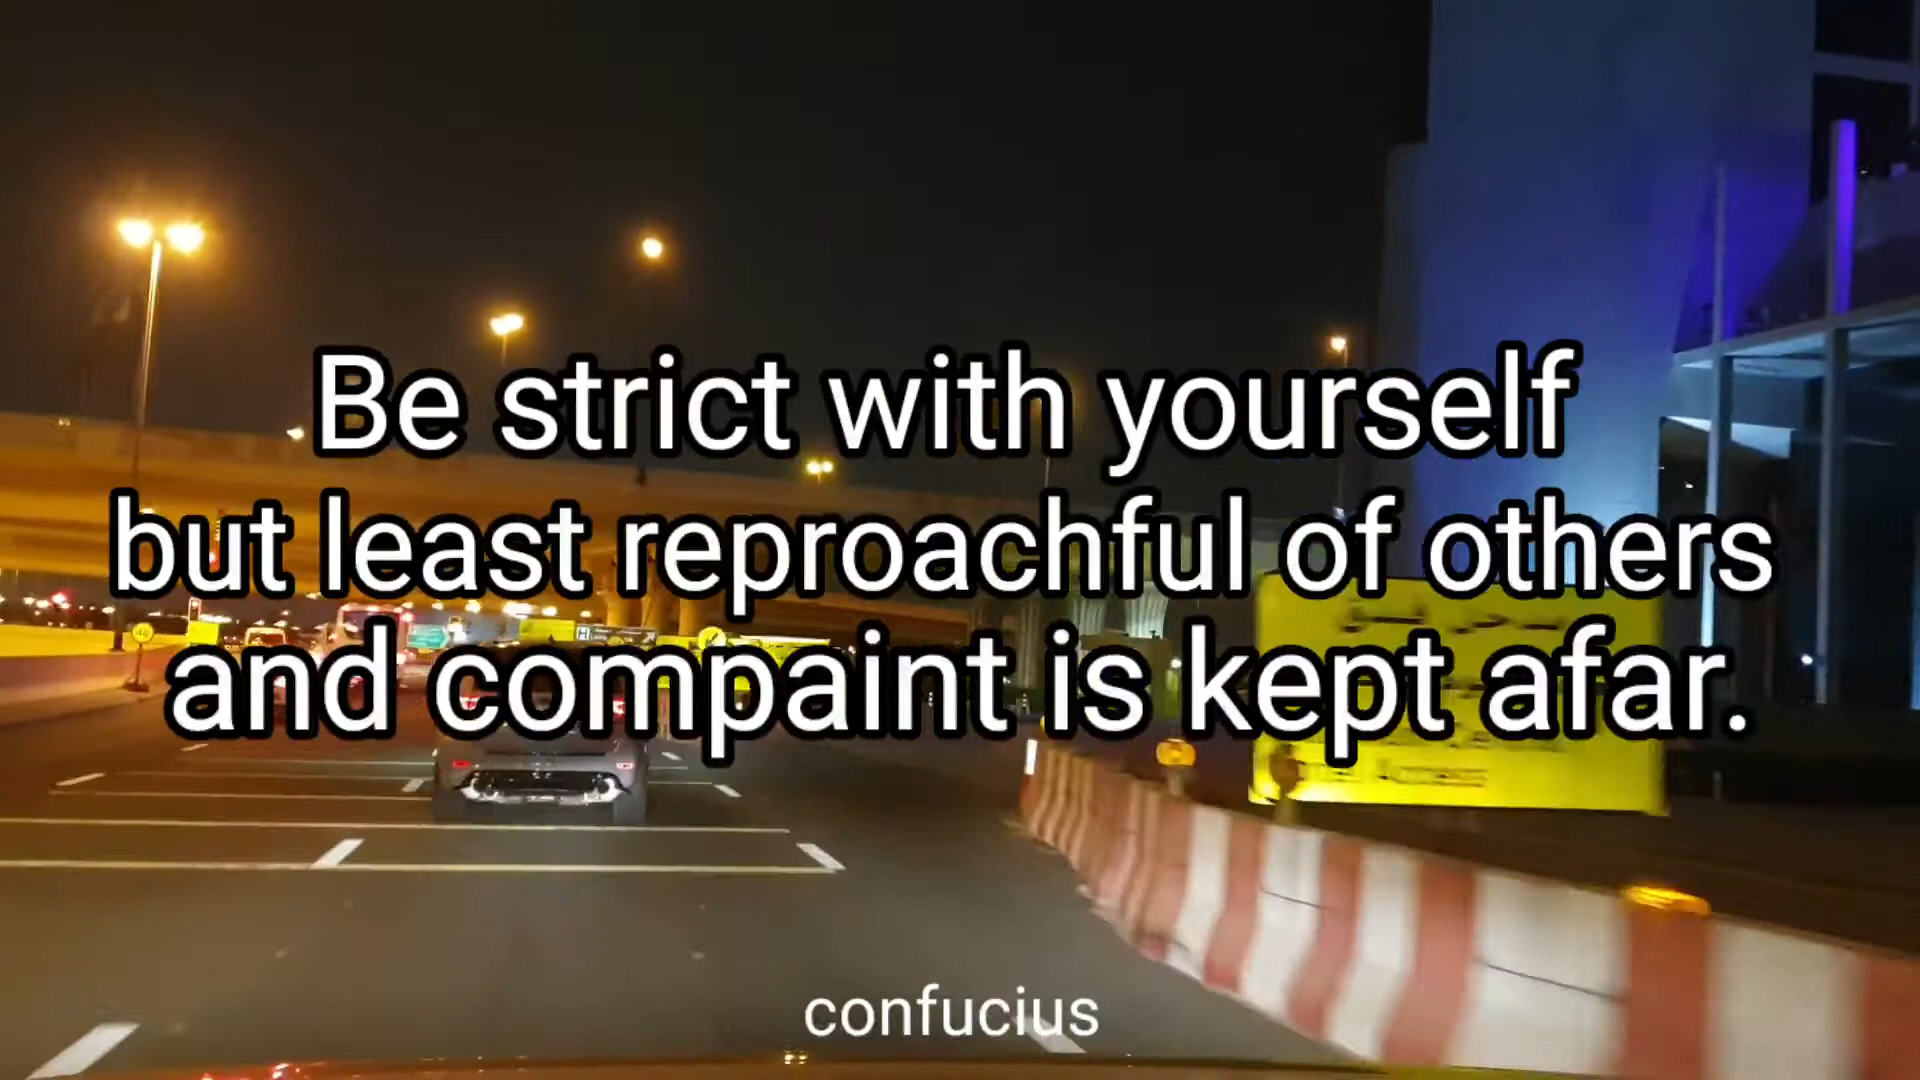 Be strict with yourself
but least reproachful of others
and compaint is kept afar.
confucius